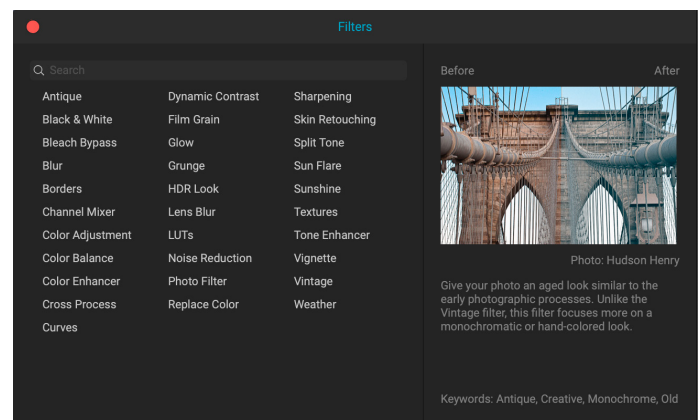 Filters
Search
Antique
Black & White
Bleach Bypass
Blur
Borders
Channel Mixer
Color Adjustment
Color Balance
Color Enhancer
Cross Process
Curves
Dynamic Contrast
Film Grain
Glow
Grunge
HDR Look
Lens Blur
LUTs
Noise Reduction
Photo Filter
Replace Color
Sharpening
Skin Retouching
Split Tone
Sun Flare
Sunshine
Textures
Tone Enhancer
Vignette
Vintage
Weather
Before
After
Photo: Hudson Henry
Give your photo an aged look similar to the
early photographic processes. Unlike the
Vintage filter, this filter focuses more on a
monochromatic or hand-colored look.
Keywords: Antique, Creative, Monochrome, Old